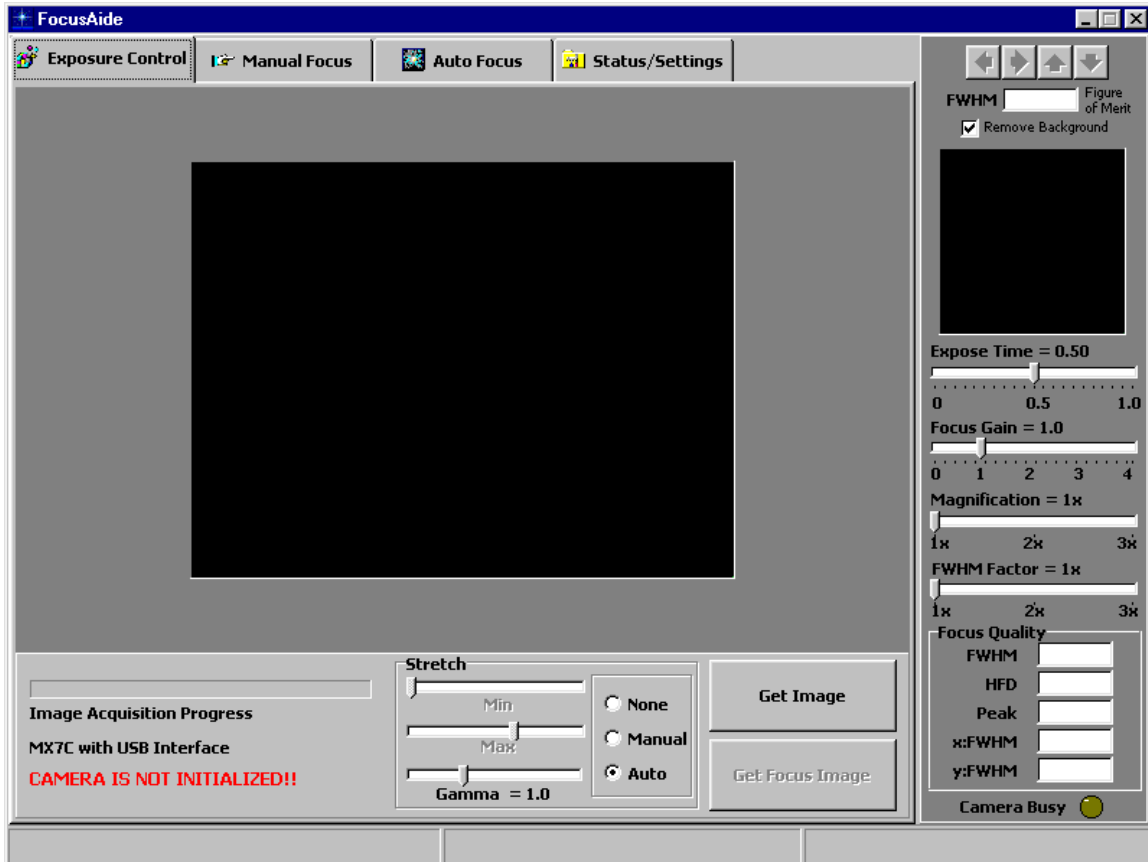 FocusAide
Exposure Control
Manual Focus
Auto Focus
Status/Settings
FWHM
Figure
of Merit
Remove Background
Expose Time = 0.50
0 0.5 1.0
Focus Gain = 1.0
0 1 2 3 4
Magnification = 1x
1x 2x 3x
FWHM Factor = 1x
1x 2x 3x
Focus Quality
FWHM
HFD
Peak
x:FWHM
y:FWHM
Camera Busy
Image Acquisition Progress
MX7C with USB Interface
CAMERA IS NOT INITIALIZED!!
Stretch
Min
Max
Gamma = 1.0
None
Manual
Auto
Get Image
Get Focus Image